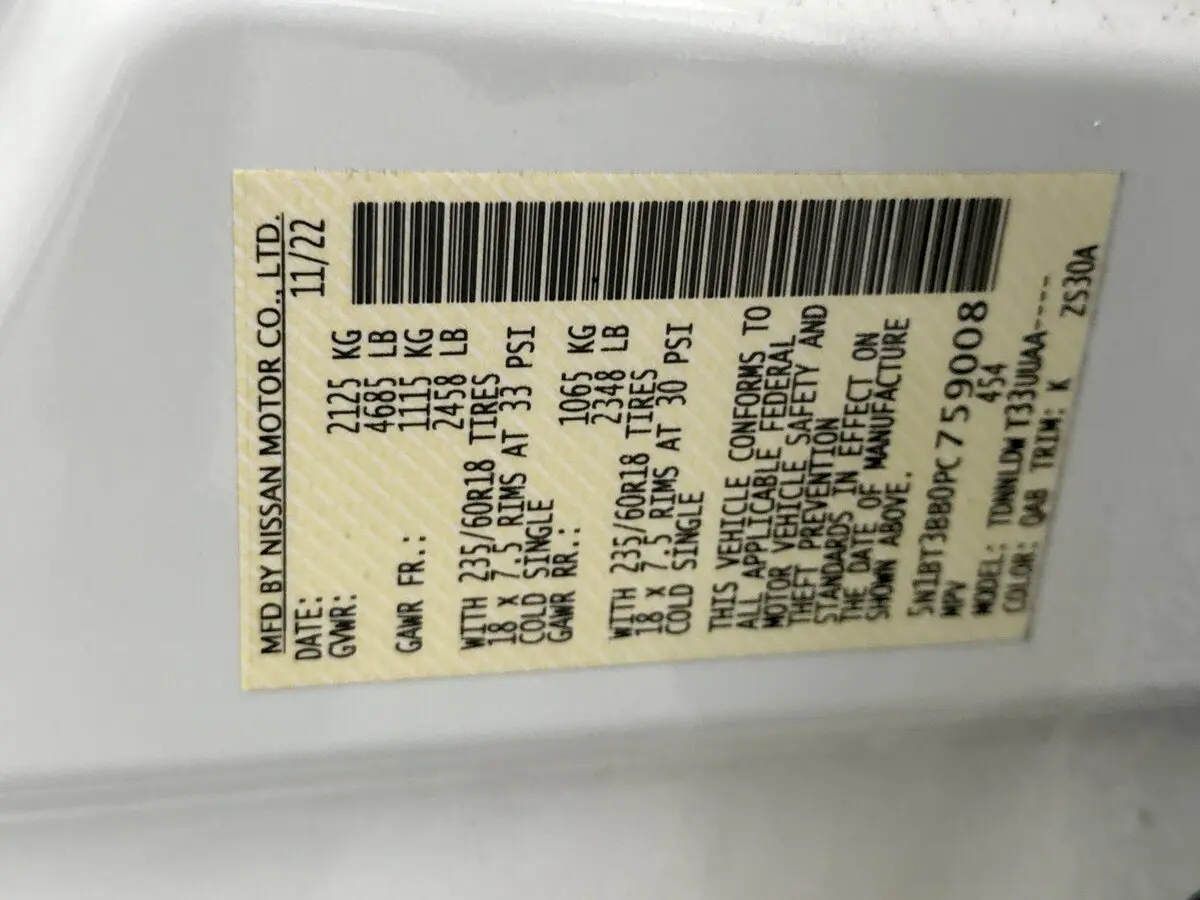 MFD BY NISSAN MOTOR CO., LTD.
DATE: 11/22
GVWR: 2125 KG
4685 LB
GAWR FR.: 1115 KG
2458 LB
WITH 235/60R18 TIRES
18 X 7.5 RIMS AT 33 PSI
COLD SINGLE
GAWR RR.: 1065 KG
2348 LB
WITH 235/60R18 TIRES
18 X 7.5 RIMS AT 30 PSI
COLD SINGLE
THIS VEHICLE CONFORMS TO
ALL APPLICABLE FEDERAL
MOTOR VEHICLE SAFETY AND
THEFT PREVENTION
STANDARDS IN EFFECT ON
THE DATE OF MANUFACTURE
SHOWN ABOVE.
5N1BT3BB0PC759008
MPV 454
MODEL: TDNNLDW T33UUAA----
COLOR: QAB TRIM: K ZS30A